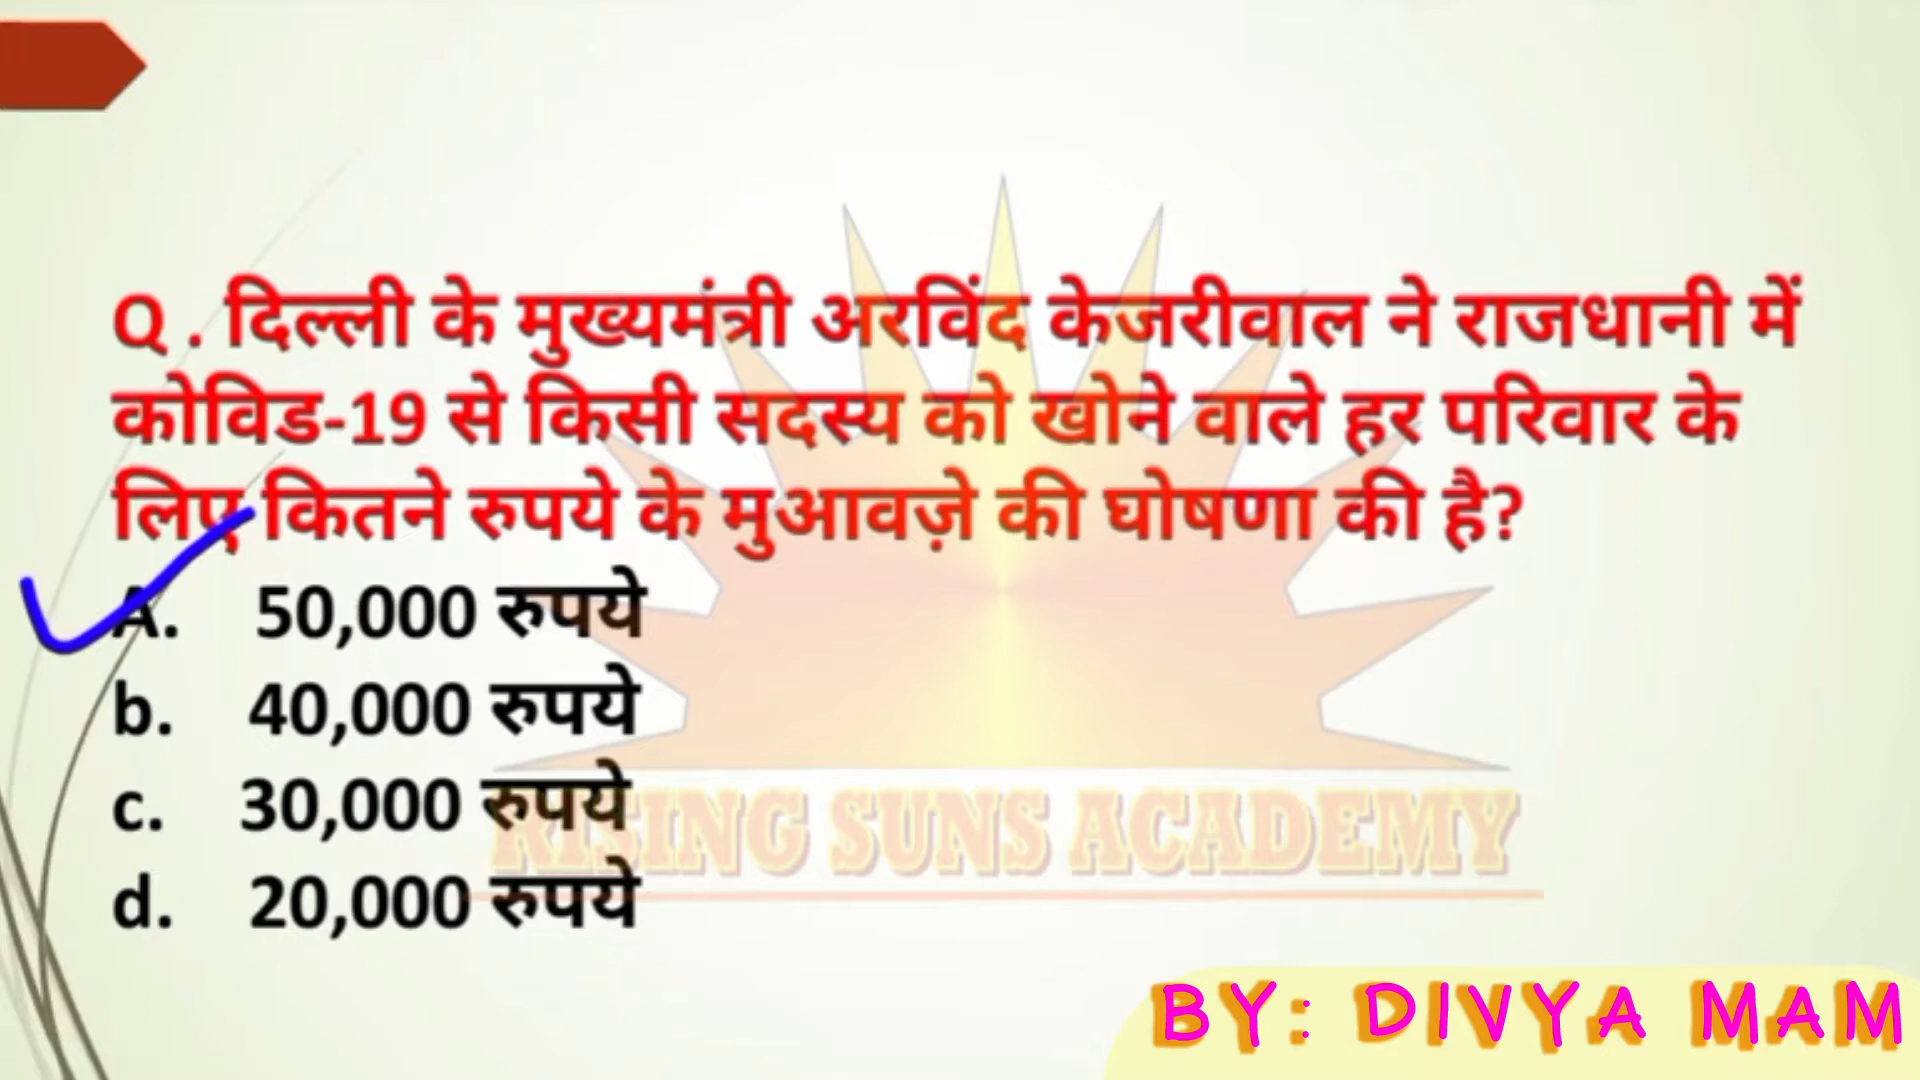 Q . दिल्ली के मुख्यमंत्री अरविंद केजरीवाल ने राजधानी में
कोविड-19 से किसी सदस्य को खोने वाले हर परिवार के
लिए कितने रुपये के मुआवज़े की घोषणा की है?
A. 50,000 रुपये
b. 40,000 रुपये
c. 30,000 रुपये
d. 20,000 रुपये
RISING SUNS ACADEMY
BY: DIVYA MAM